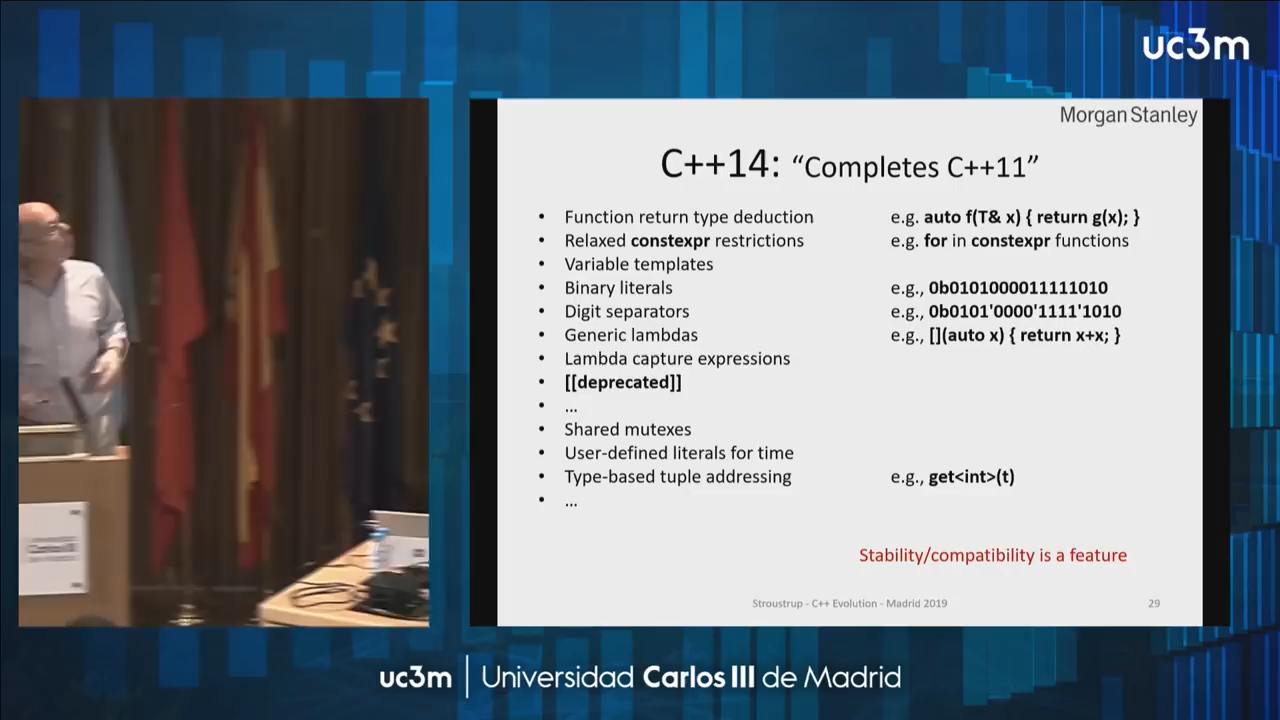 uc3m
Morgan Stanley
C++14: “Completes C++11”
• Function return type deduction e.g. auto f(T& x) { return g(x); }
• Relaxed constexpr restrictions e.g. for in constexpr functions
• Variable templates
• Binary literals e.g., 0b0101000011111010
• Digit separators e.g., 0b0101'0000'1111'1010
• Generic lambdas e.g., [](auto x) { return x+x; }
• Lambda capture expressions
• [[deprecated]]
• ...
• Shared mutexes
• User-defined literals for time
• Type-based tuple addressing e.g., get<int>(t)
• ...
Stability/compatibility is a feature
Stroustrup - C++ Evolution - Madrid 2019 29
Carlos III
uc3m | Universidad Carlos III de Madrid